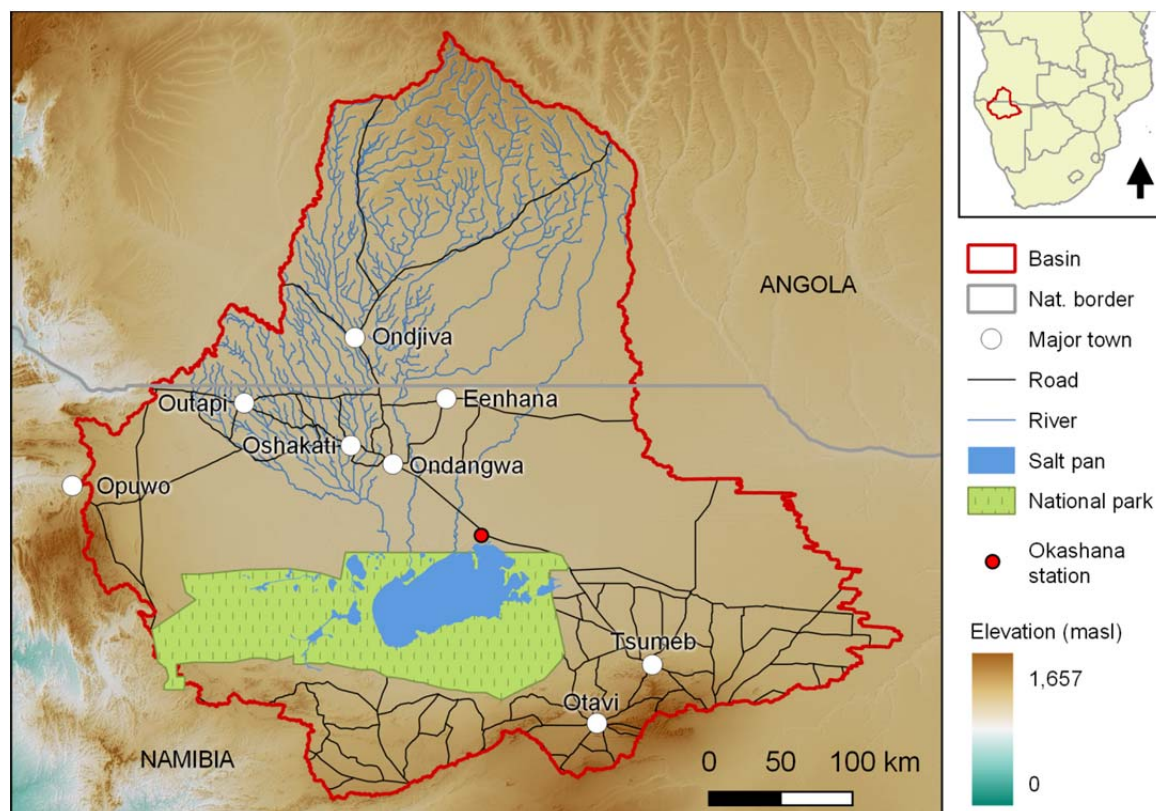 ANGOLA
Ondjiva
Outapi
Eenhana
Oshakati
Ondangwa
Opuwo
Tsumeb
Otavi
NAMIBIA
0 50 100 km
Basin
Nat. border
Major town
Road
River
Salt pan
National park
Okashana
station
Elevation (masl)
1,657
0